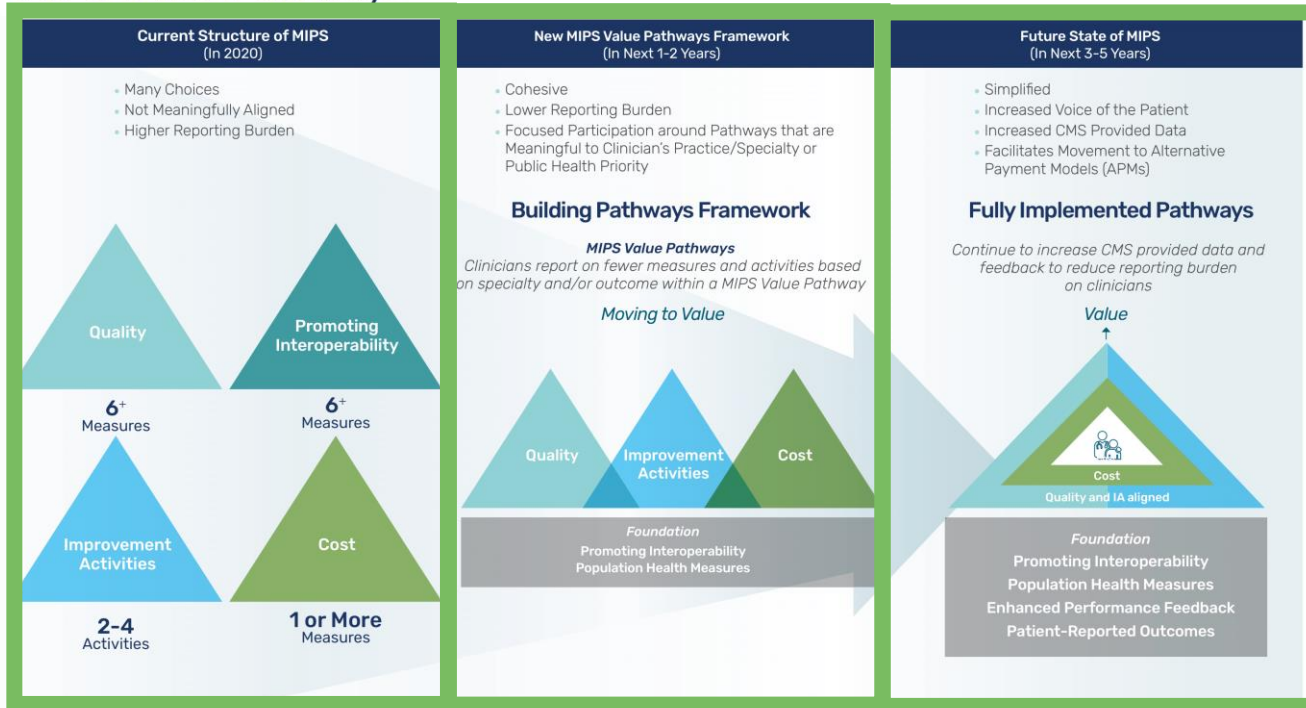 Current Structure of MIPS
(In 2020)
• Many Choices
• Not Meaningfully Aligned
• Higher Reporting Burden
Quality
6+
Measures
Promoting
Interoperability
6+
Measures
Improvement
Activities
2-4
Activities
Cost
1 or More
Measures
New MIPS Value Pathways Framework
(In Next 1-2 Years)
• Cohesive
• Lower Reporting Burden
• Focused Participation around Pathways that are
Meaningful to Clinician's Practice/Specialty or
Public Health Priority
Building Pathways Framework
MIPS Value Pathways
Clinicians report on fewer measures and activities based
on specialty and/or outcome within a MIPS Value Pathway
Moving to Value
Quality
Improvement
Activities
Cost
Foundation
Promoting Interoperability
Population Health Measures
Future State of MIPS
(In Next 3-5 Years)
• Simplified
• Increased Voice of the Patient
• Increased CMS Provided Data
• Facilitates Movement to Alternative
Payment Models (APMs)
Fully Implemented Pathways
Continue to increase CMS provided data and
feedback to reduce reporting burden
on clinicians
Value
Cost
Quality and IA aligned
Foundation
Promoting Interoperability
Population Health Measures
Enhanced Performance Feedback
Patient-Reported Outcomes